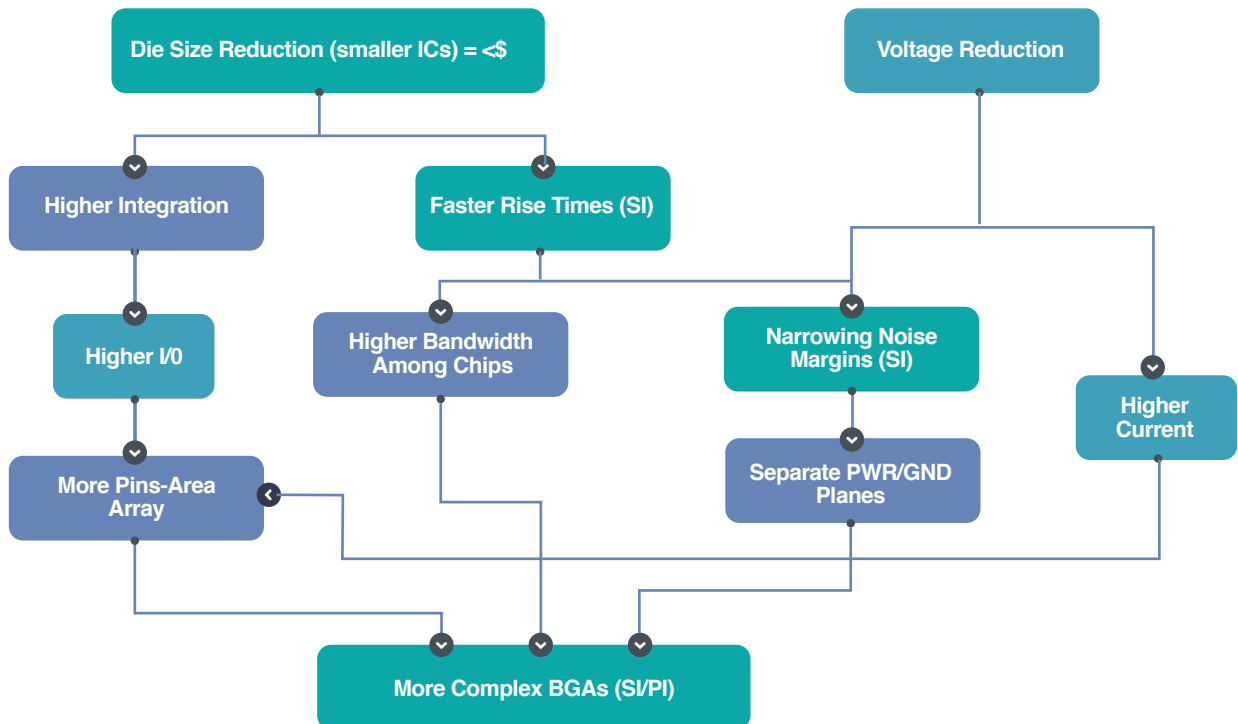 Die Size Reduction (smaller ICs) = <$
Voltage Reduction
Higher Integration
Faster Rise Times (SI)
Higher I/0
Higher Bandwidth
Among Chips
Narrowing Noise
Margins (SI)
Higher
Current
More Pins-Area
Array
Separate PWR/GND
Planes
More Complex BGAs (SI/PI)